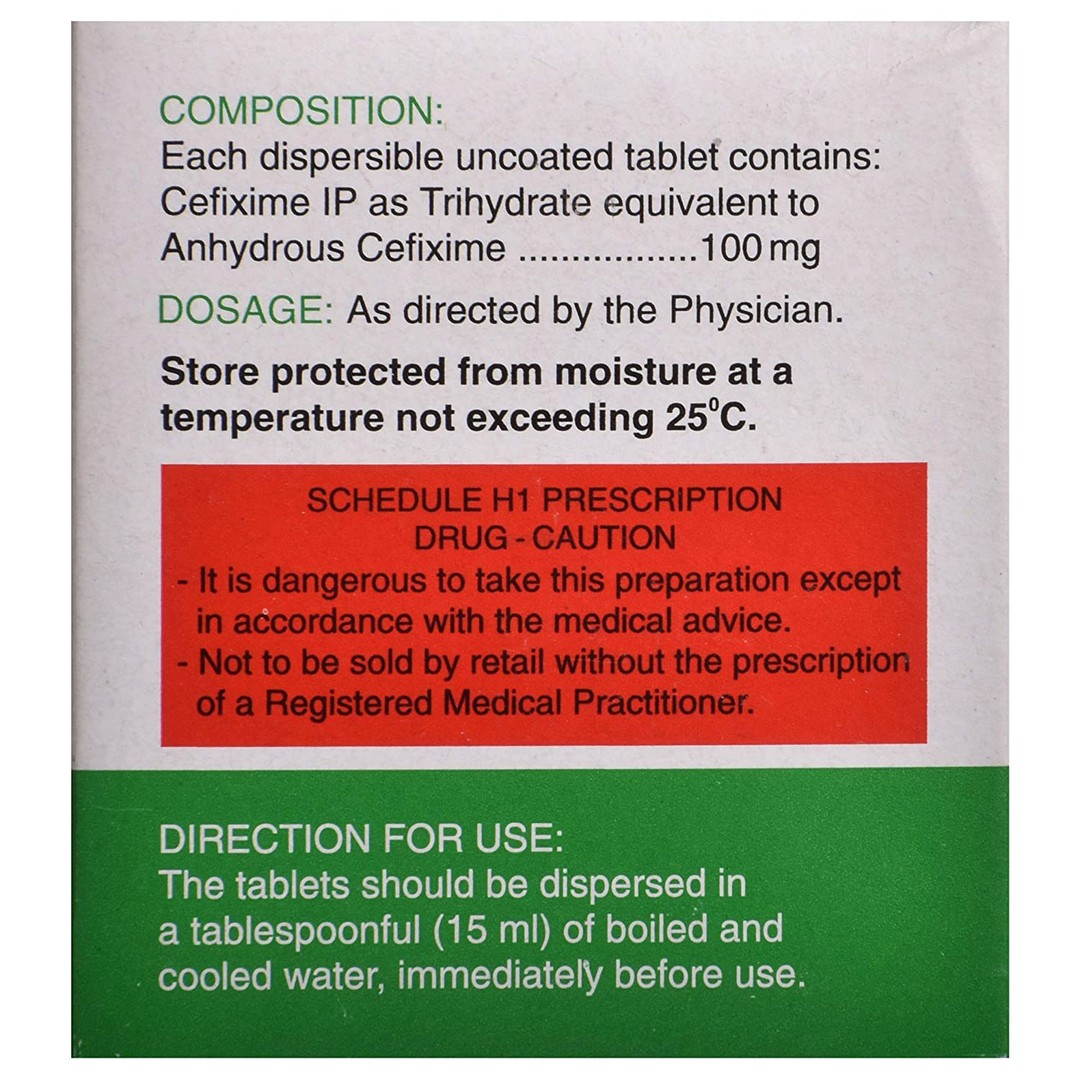 COMPOSITION:
Each dispersible uncoated tablet contains:
Cefixime IP as Trihydrate equivalent to
Anhydrous Cefixime .................100 mg
DOSAGE: As directed by the Physician.
Store protected from moisture at a
temperature not exceeding 25⁰C.
SCHEDULE H1 PRESCRIPTION
DRUG - CAUTION
- It is dangerous to take this preparation except
in accordance with the medical advice.
- Not to be sold by retail without the prescription
of a Registered Medical Practitioner.
DIRECTION FOR USE:
The tablets should be dispersed in
a tablespoonful (15 ml) of boiled and
cooled water, immediately before use.